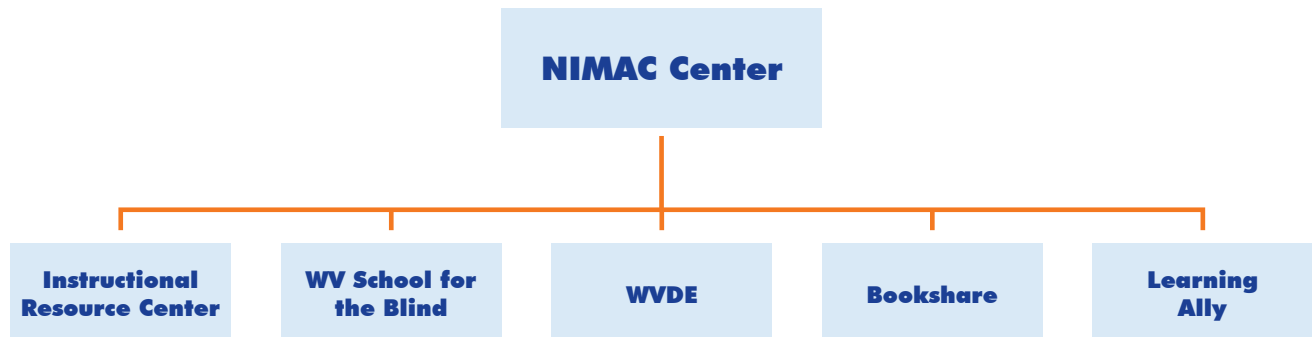 NIMAC Center
Instructional
Resource Center
WV School for
the Blind
WVDE
Bookshare
Learning
Ally